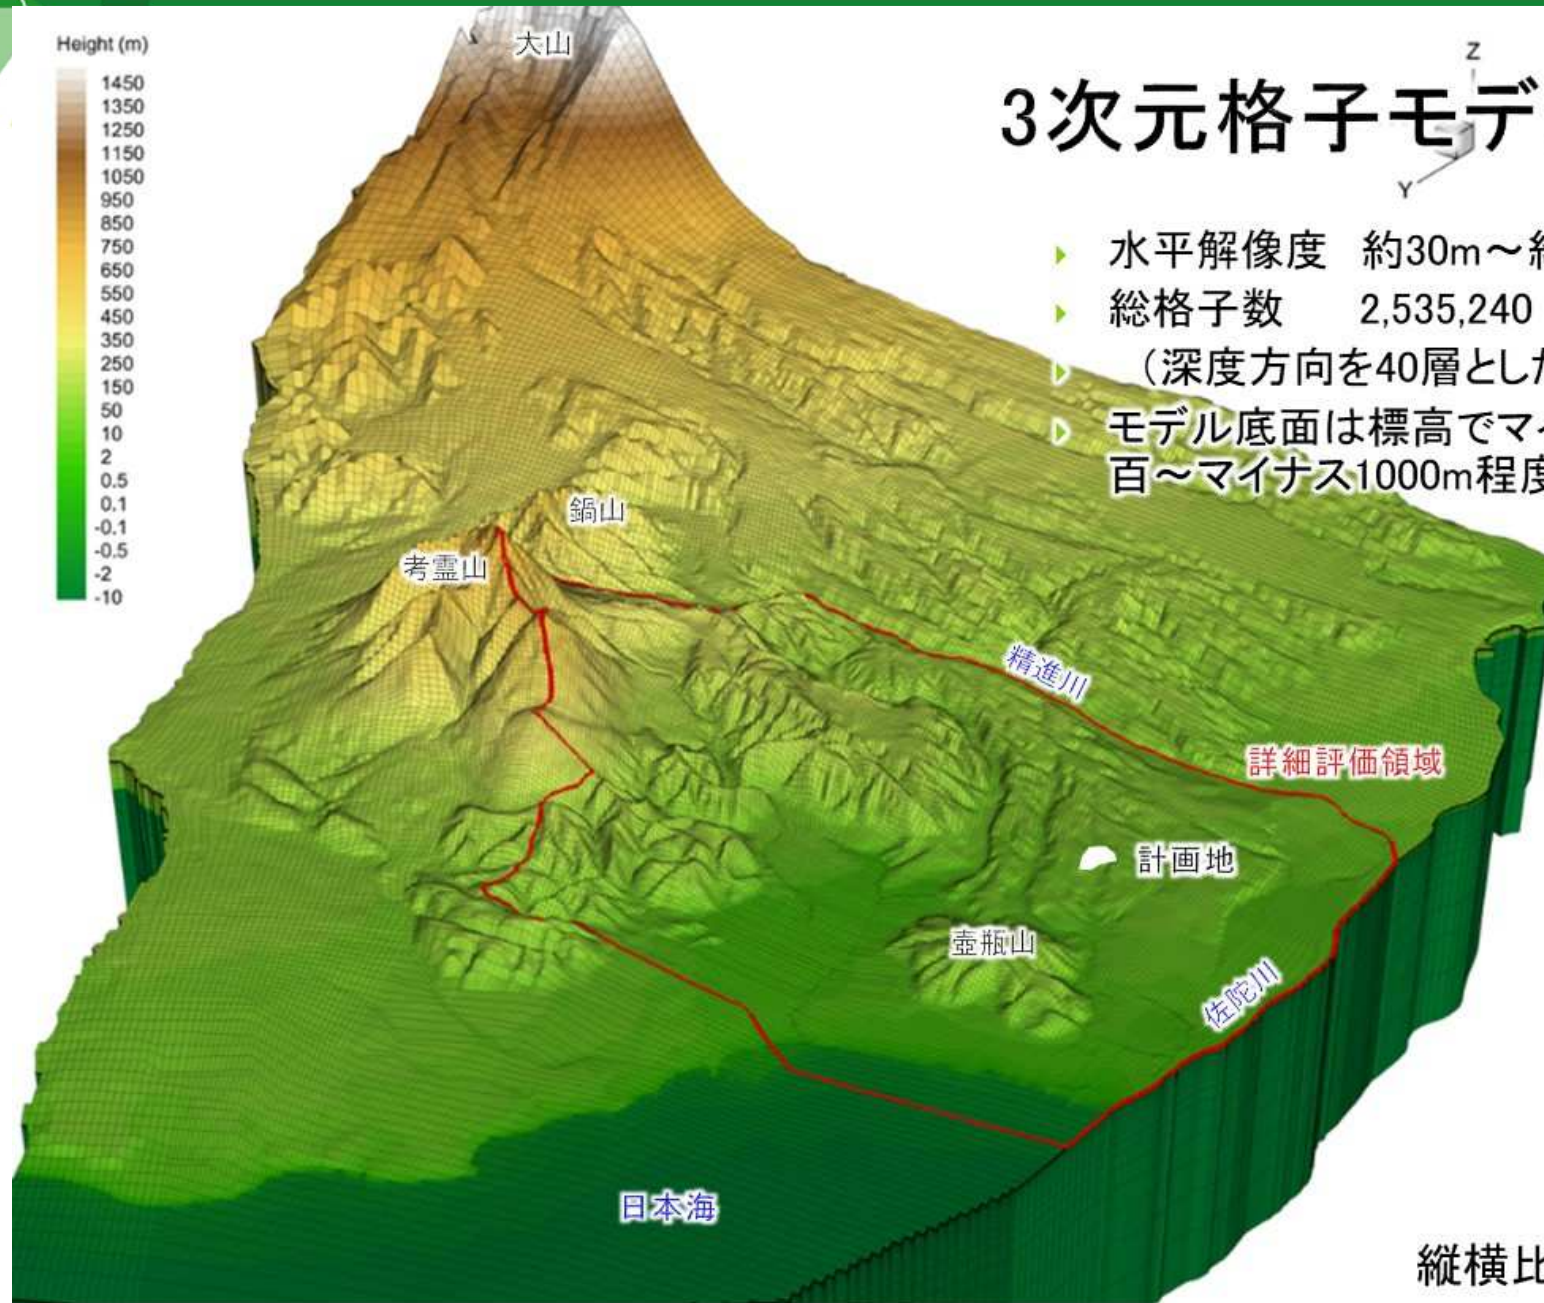 Height (m)
1450
1350
1250
1150
1050
950
850
750
650
550
450
350
250
150
50
10
2
0.5
0.1
-0.1
-0.5
-2
-10
大山
Z
3次元格子モデ
Y
水平解像度 約30m～
総格子数 2,535,240
（深度方向を40層とした
モデル底面は標高でマイ
百～マイナス1000m程度
鍋山
考霊山
精進川
詳細評価領域
計画地
壺瓶山
佐陀川
日本海
縦横比